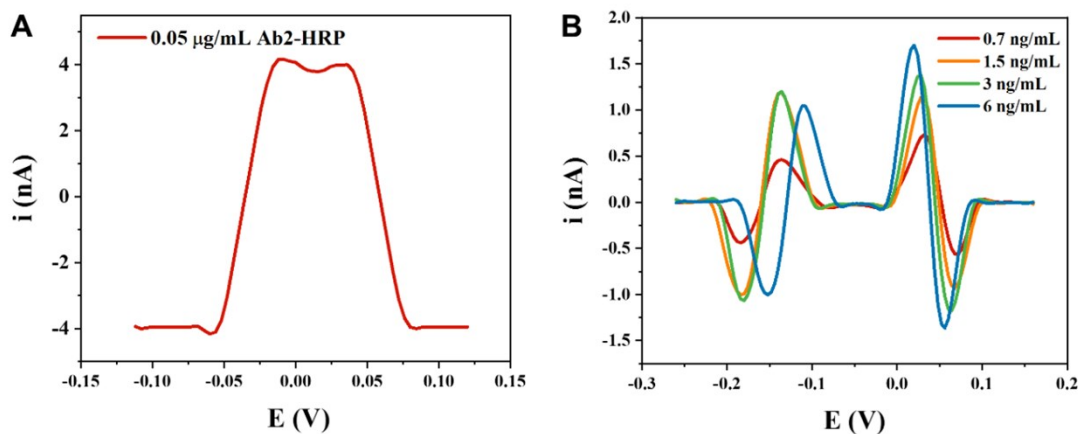 A
0.05 μg/mL Ab2-HRP
i (nA)
4
2
0
-2
-4
-0.15 -0.10 -0.05 0.00 0.05 0.10 0.15
E (V)
B
0.7 ng/mL
1.5 ng/mL
3 ng/mL
6 ng/mL
i (nA)
2.0
1.5
1.0
0.5
0.0
-0.5
-1.0
-1.5
-0.3 -0.2 -0.1 0.0 0.1 0.2
E (V)